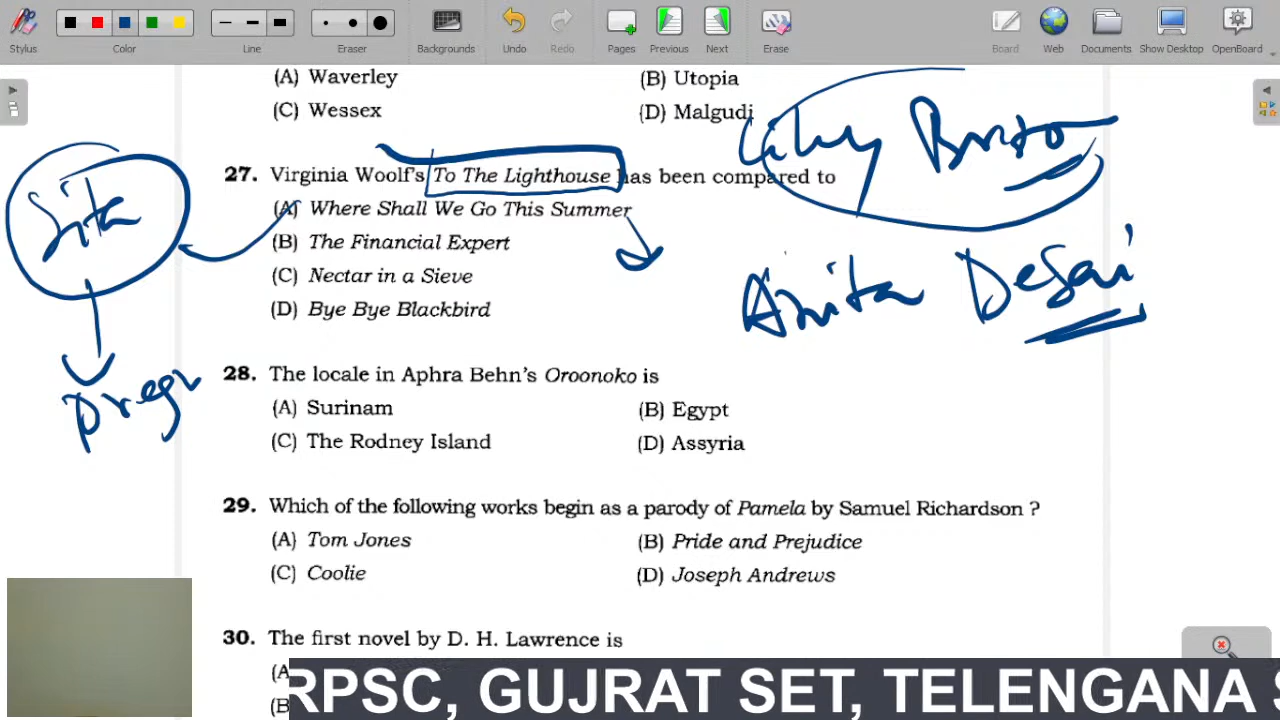 Stylus
Color
Line
Eraser
Backgrounds
Undo
Redo
Pages
Previous
Next
Erase
Board
Web
Documents
Show Desktop
OpenBoard
(A) Waverley
(B) Utopia
(C) Wessex
(D) Malgudi
27. Virginia Woolf's To The Lighthouse has been compared to
(A) Where Shall We Go This Summer
(B) The Financial Expert
(C) Nectar in a Sieve
(D) Bye Bye Blackbird
Sita
Anita Desai
28. The locale in Aphra Behn's Oroonoko is
(A) Surinam
(B) Egypt
(C) The Rodney Island
(D) Assyria
29. Which of the following works begin as a parody of Pamela by Samuel Richardson ?
(A) Tom Jones
(B) Pride and Prejudice
(C) Coolie
(D) Joseph Andrews
30. The first novel by D. H. Lawrence is
(A
(B
RPSC, GUJRAT SET, TELENGANA S